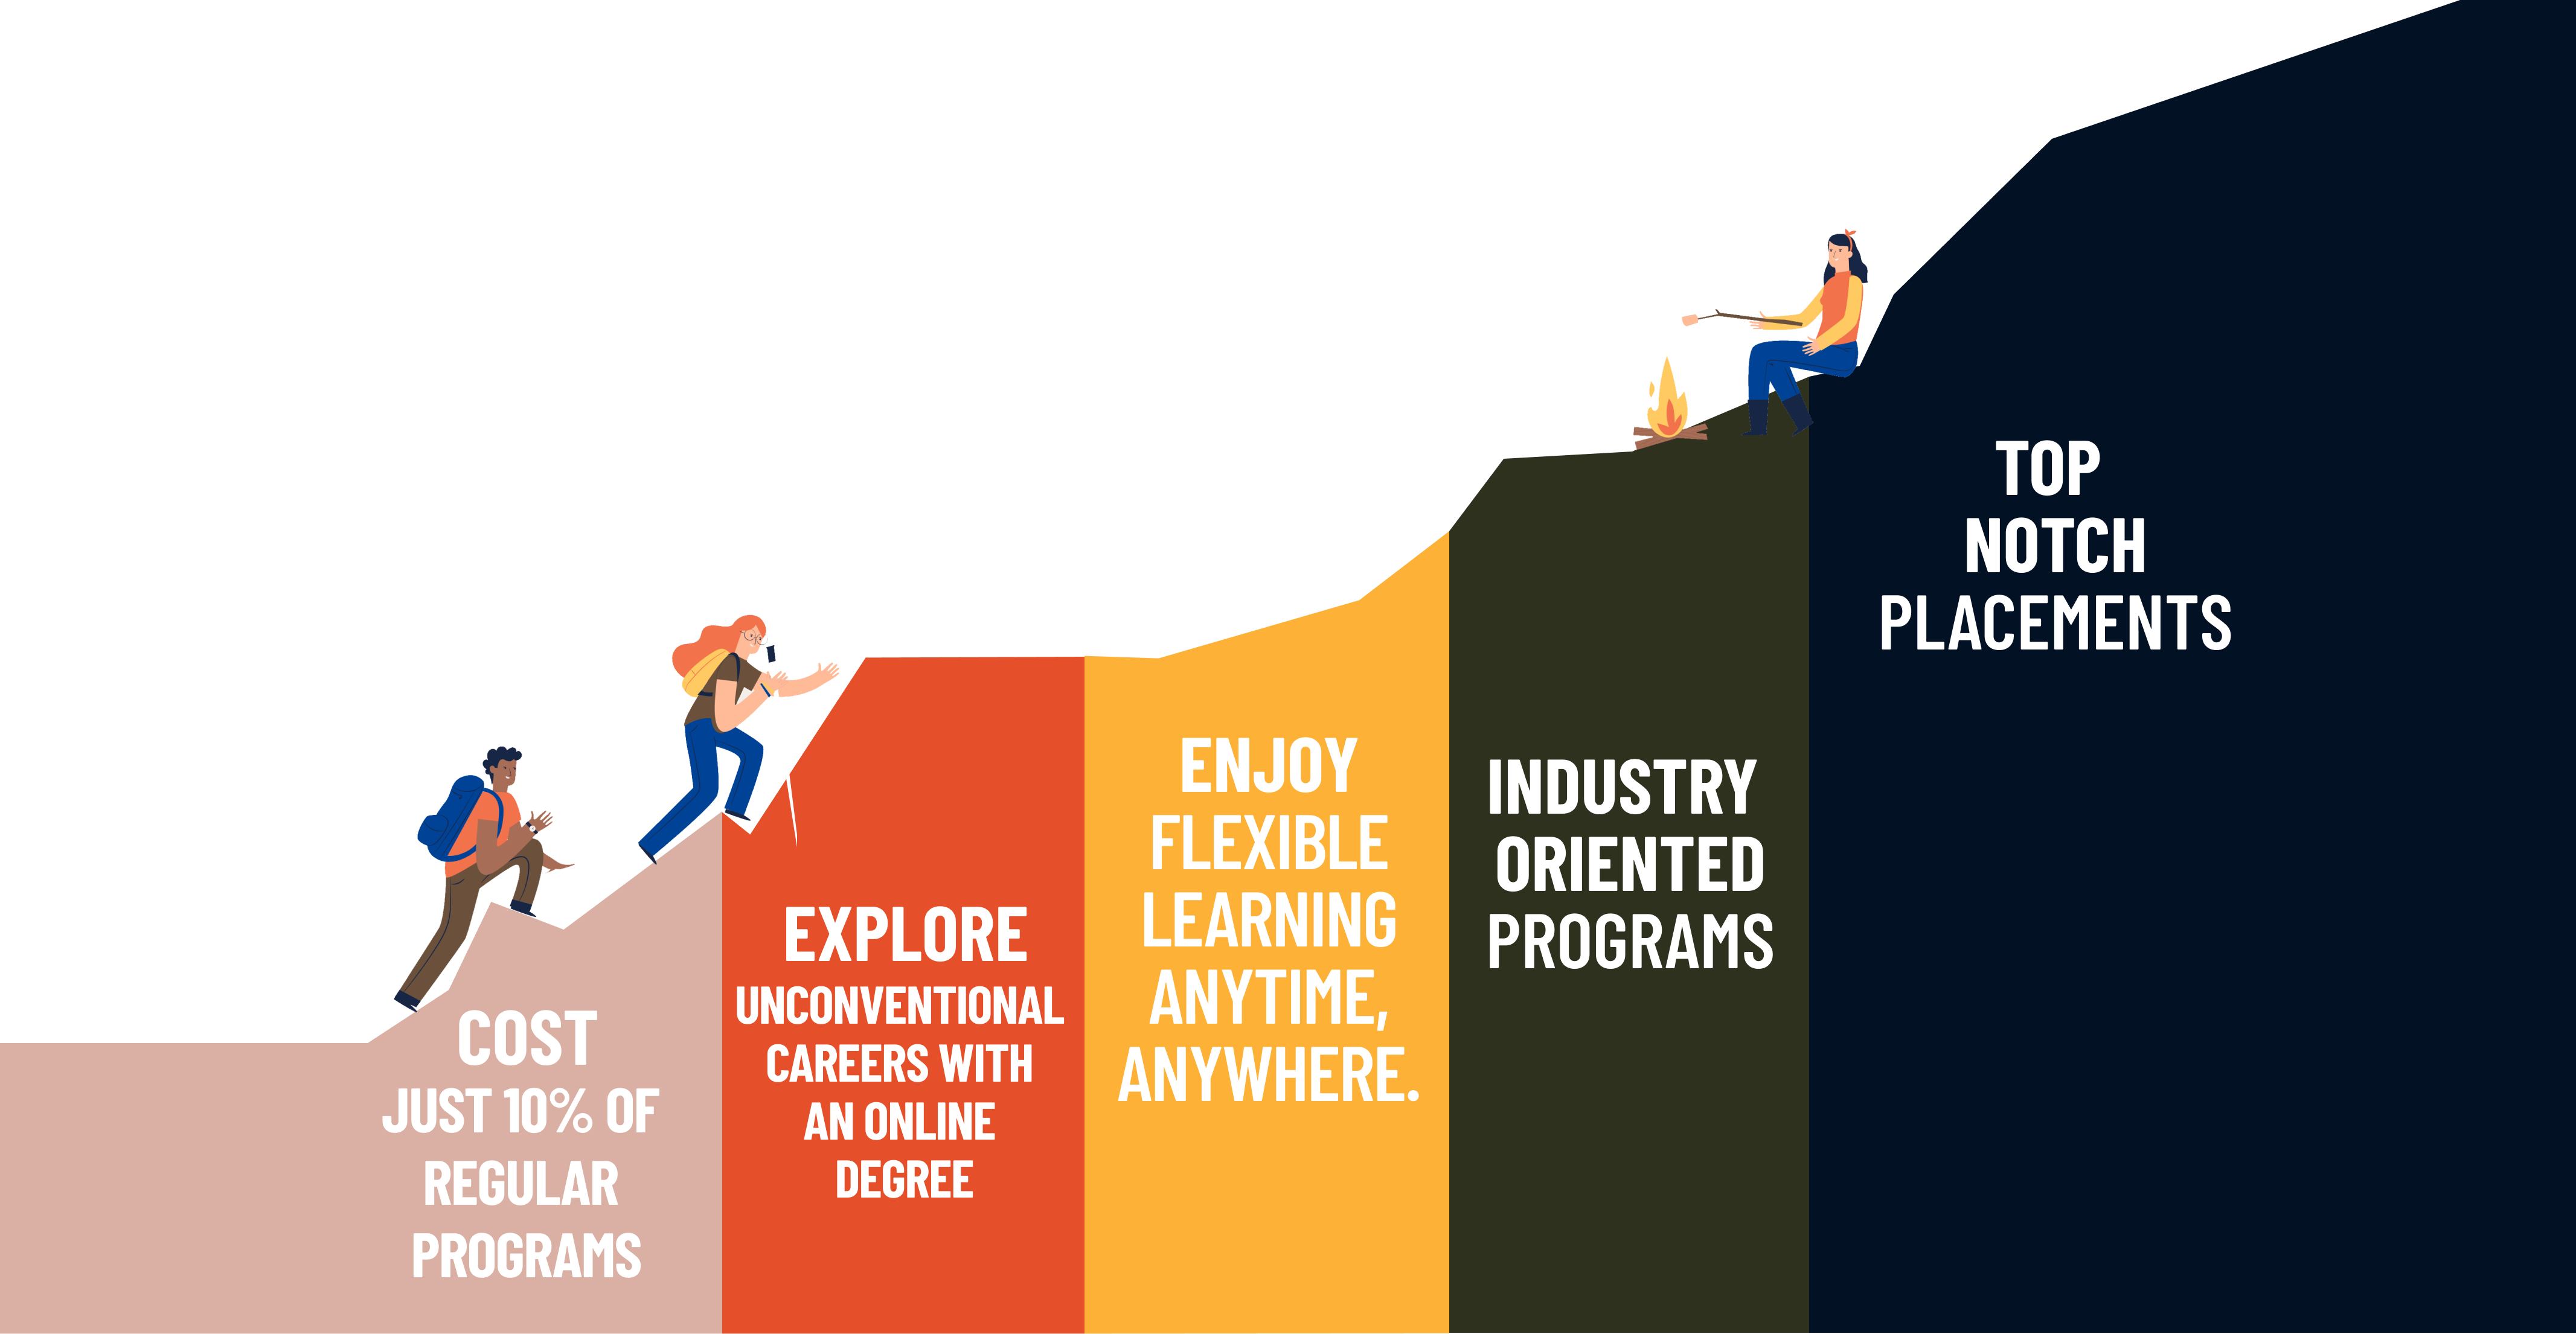 COST
JUST 10% OF
REGULAR
PROGRAMS
EXPLORE
UNCONVENTIONAL
CAREERS WITH
AN ONLINE
DEGREE
ENJOY
FLEXIBLE
LEARNING
ANYTIME,
ANYWHERE.
INDUSTRY
ORIENTED
PROGRAMS
TOP
NOTCH
PLACEMENTS